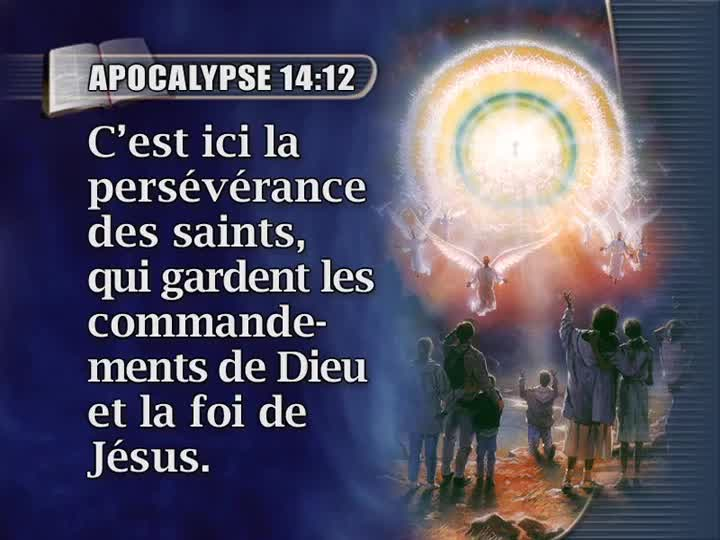 APOCALYPSE 14:12
C’est ici la
persévérance
des saints,
qui gardent les
commande-
ments de Dieu
et la foi de
Jésus.